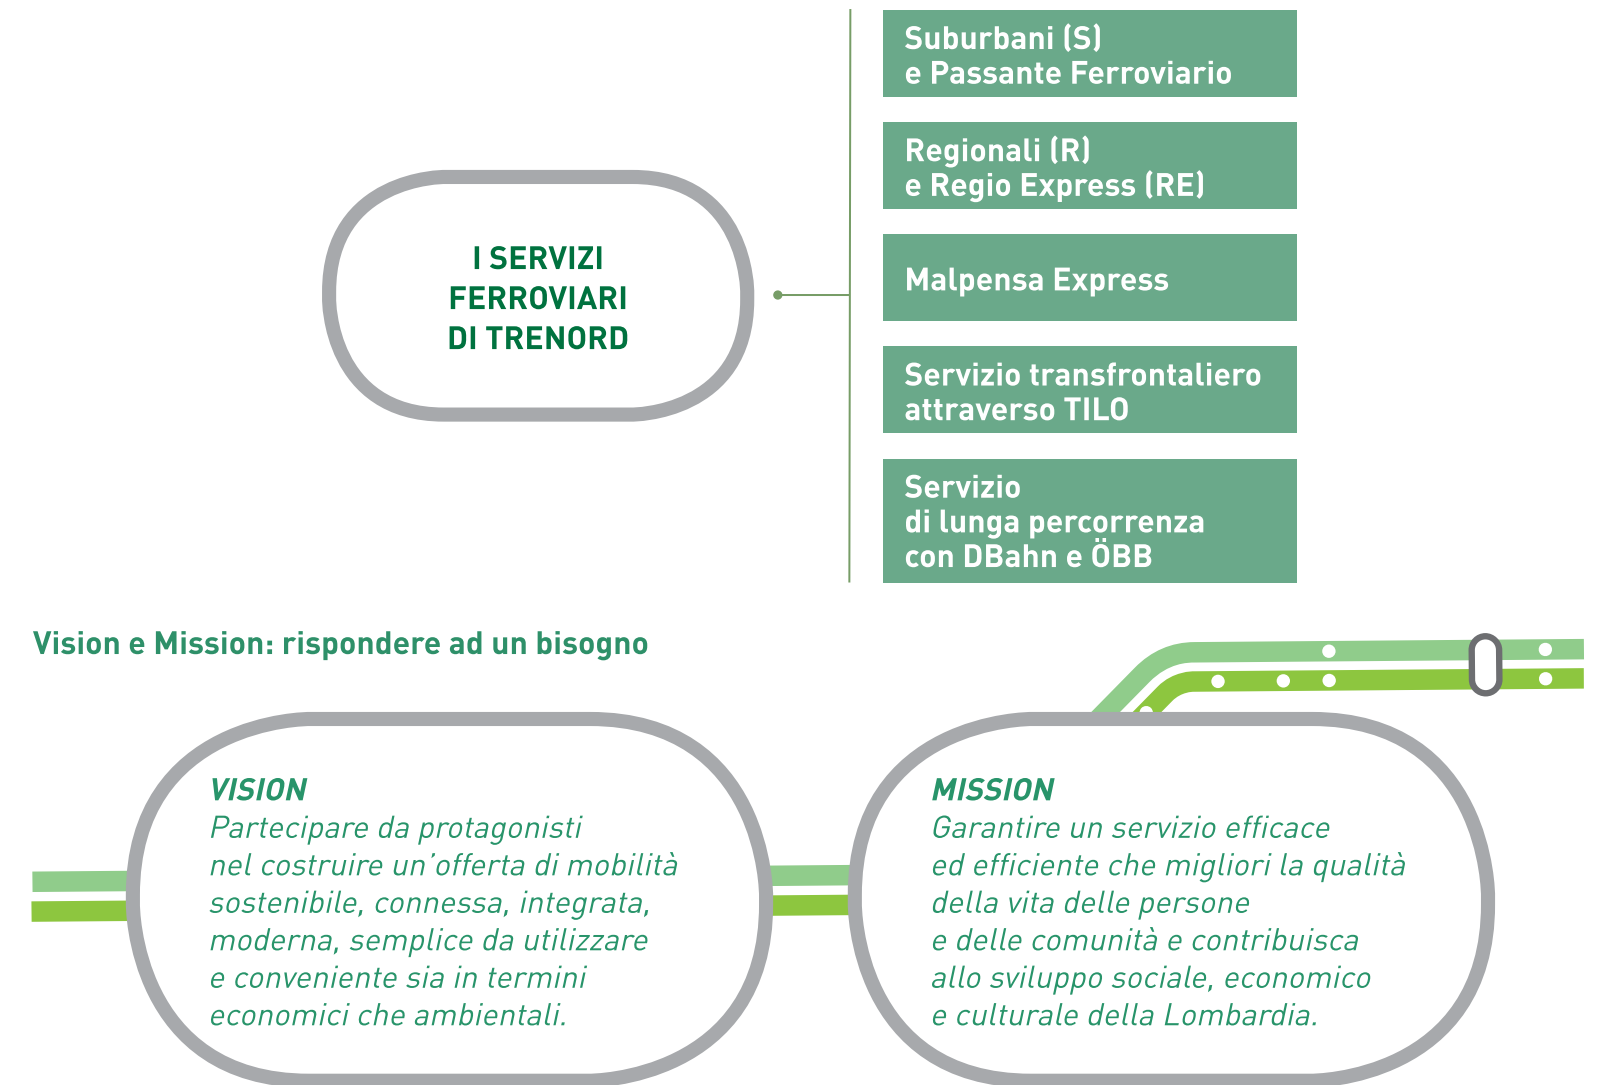 I SERVIZI
FERROVIARI
DI TRENORD
Suburbani (S)
e Passante Ferroviario
Regionali (R)
e Regio Express (RE)
Malpensa Express
Servizio transfrontaliero
attraverso TILO
Servizio
di lunga percorrenza
con DBahn e ÖBB
Vision e Mission: rispondere ad un bisogno
VISION
Partecipare da protagonisti
nel costruire un’offerta di mobilità
sostenibile, connessa, integrata,
moderna, semplice da utilizzare
e conveniente sia in termini
economici che ambientali.
MISSION
Garantire un servizio efficace
ed efficiente che migliori la qualità
della vita delle persone
e delle comunità e contribuisca
allo sviluppo sociale, economico
e culturale della Lombardia.